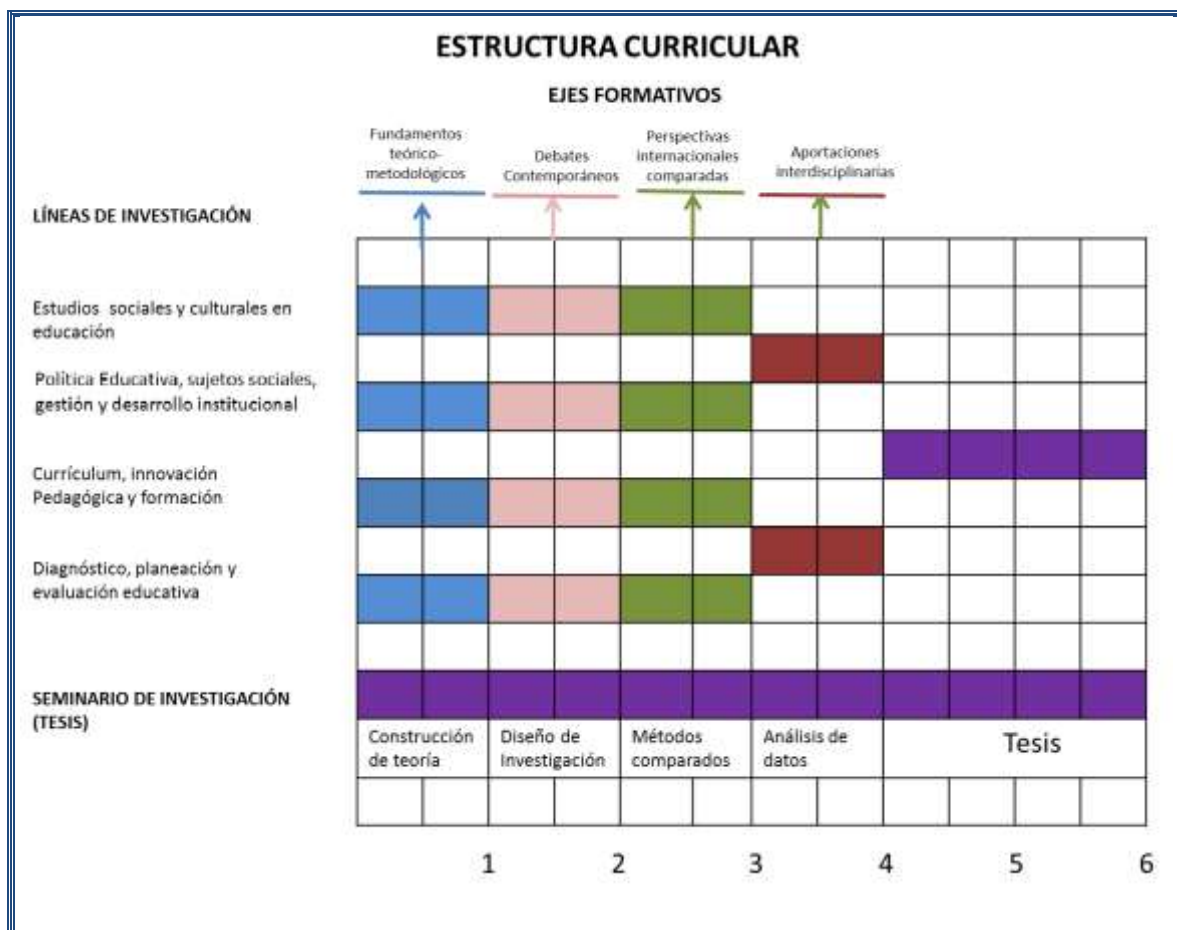 ESTRUCTURA CURRICULAR
EJES FORMATIVOS
Fundamentos
teórico-
metodológicos
Debates
Contemporáneos
Perspectivas
internacionales
comparadas
Aportaciones
interdisciplinarias
LÍNEAS DE INVESTIGACIÓN
Estudios sociales y culturales en
educación
Política Educativa, sujetos sociales,
gestión y desarrollo institucional
Currículum, innovación
Pedagógica y formación
Diagnóstico, planeación y
evaluación educativa
SEMINARIO DE INVESTIGACIÓN
(TESIS)
Construcción
de teoría
Diseño de
Investigación
Métodos
comparados
Análisis de
datos
Tesis
1 2 3 4 5 6